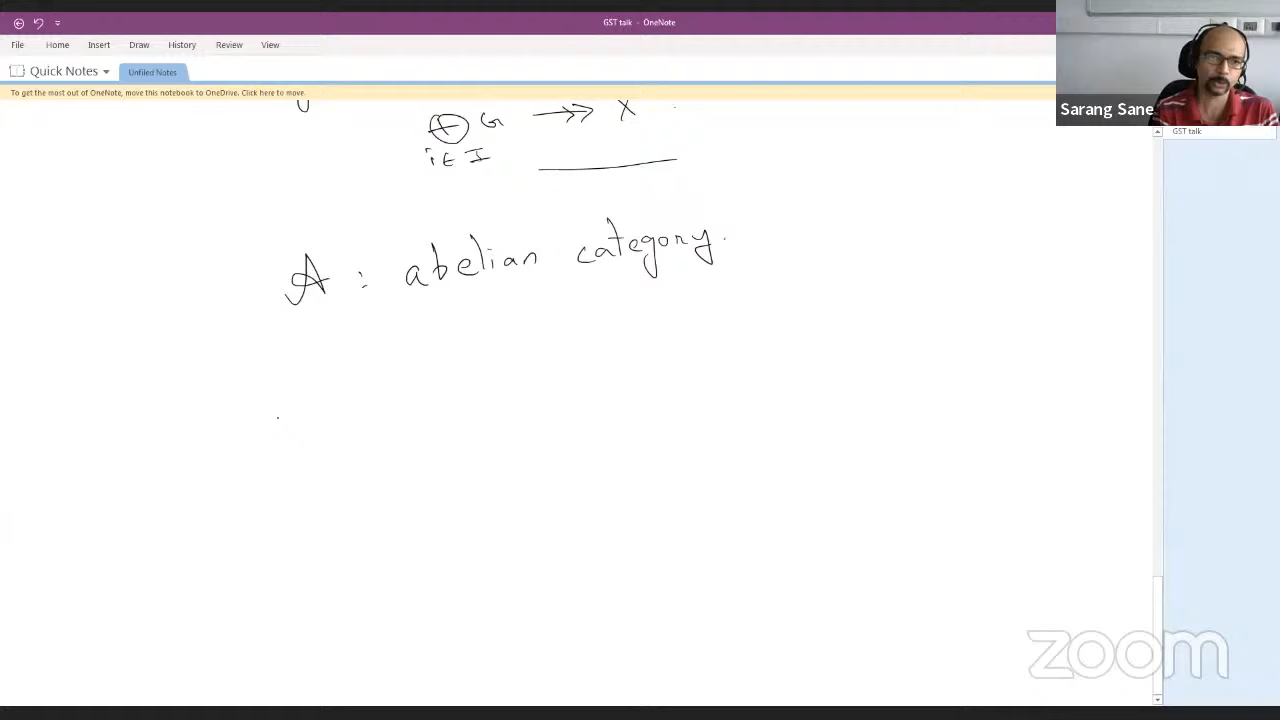 GST talk - OneNote
File Home Insert Draw History Review View
Quick Notes Unfiled Notes
To get the most out of OneNote, move this notebook to OneDrive. Click here to move.
Sarang Sane
GST talk
⊕ G ↠ X
i ∈ I
A : abelian category.
zoom